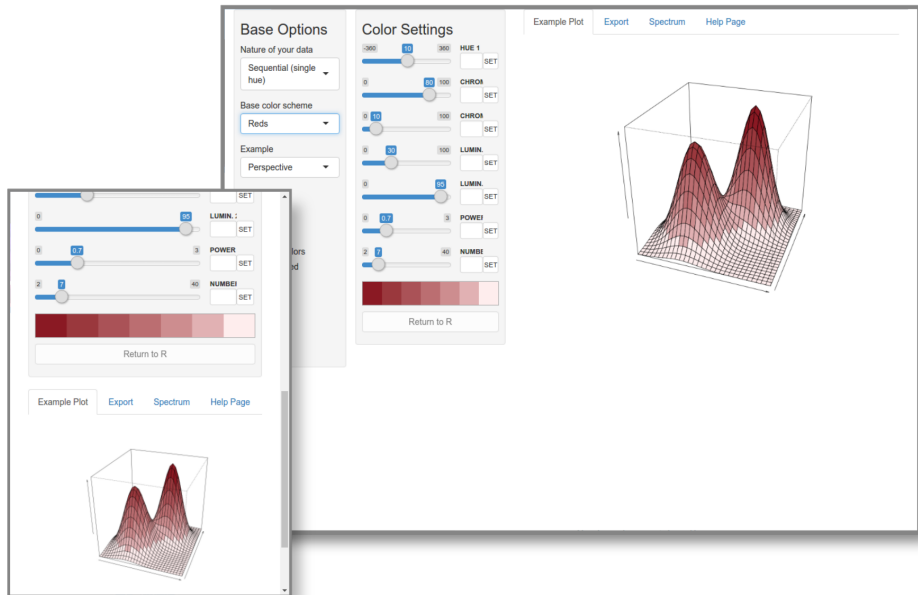 Base Options
Nature of your data
Sequential (single
hue)
Base color scheme
Reds
Example
Perspective
Color Settings
-360 10 360 HUE 1
SET
0 80 100 CHROM
SET
0 10 100 CHROM
SET
0 30 100 LUMIN.
SET
0 95 LUMIN.
SET
0 0.7 3 POWER
SET
2 7 40 NUMBE
SET
Return to R
Example Plot Export Spectrum Help Page
SET
0 95 LUMIN. 2
SET
0 0.7 3 POWER
SET
2 7 40 NUMBER
SET
Return to R
Example Plot Export Spectrum Help Page